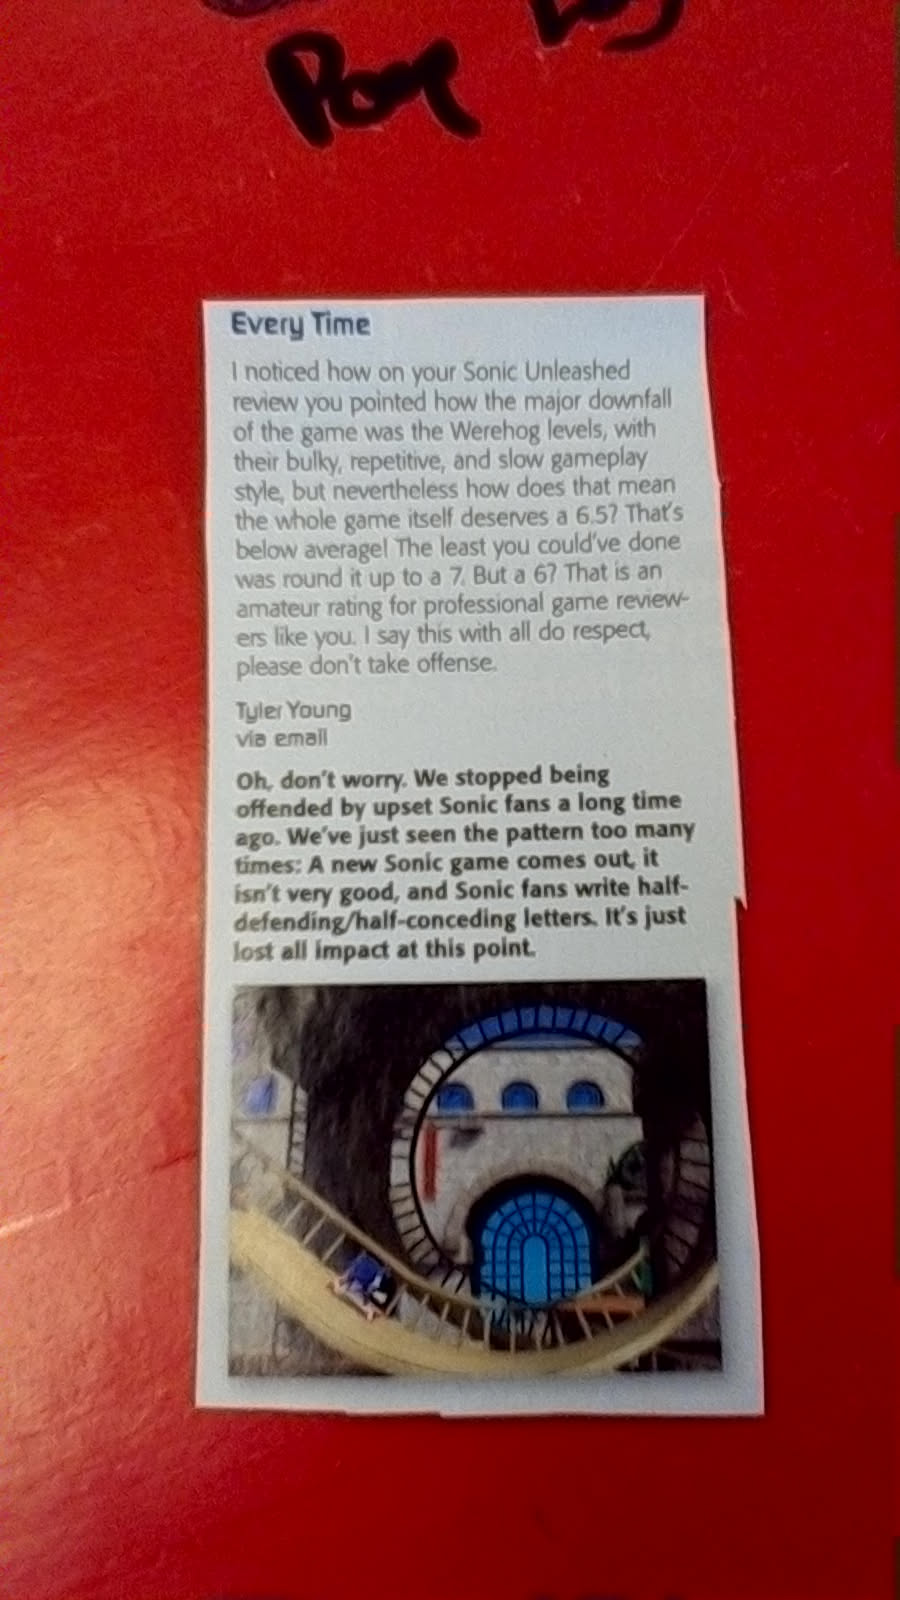 Every Time
I noticed how on your Sonic Unleashed
review you pointed how the major downfall
of the game was the Werehog levels, with
their bulky, repetitive, and slow gameplay
style, but nevertheless how does that mean
the whole game itself deserves a 6.5? That's
below average! The least you could've done
was round it up to a 7. But a 6? That is an
amateur rating for professional game review-
ers like you. I say this with all do respect,
please don't take offense.
Tyler Young
via email
Oh, don't worry. We stopped being
offended by upset Sonic fans a long time
ago. We've just seen the pattern too many
times: A new Sonic game comes out, it
isn't very good, and Sonic fans write half-
defending/half-conceding letters. It's just
lost all impact at this point.